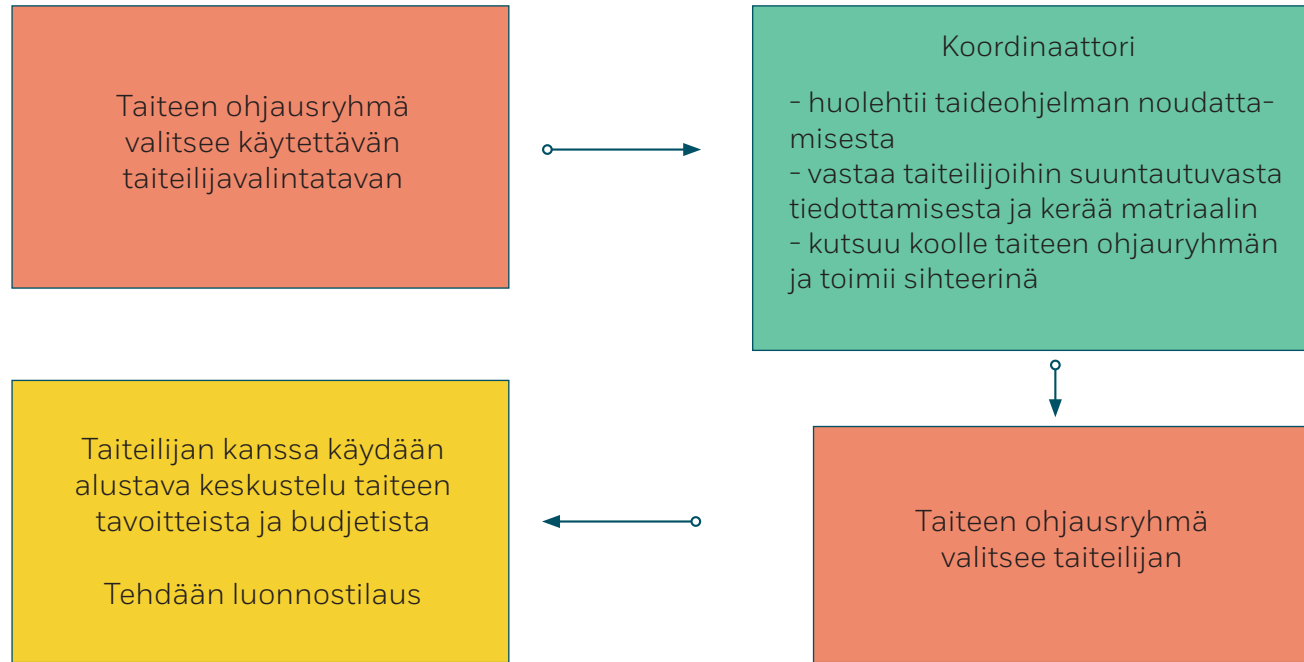 Taiteen ohjausryhmä
valitsee käytettävän
taiteilijavalintatavan
Koordinaattori
- huolehtii taideohjelman noudatta-
misesta
- vastaa taiteilijoihin suuntautuvasta
tiedottamisesta ja kerää matriaalin
- kutsuu koolle taiteen ohjauryhmän
ja toimii sihteerinä
Taiteen ohjausryhmä
valitsee taiteilijan
Taiteilijan kanssa käydään
alustava keskustelu taiteen
tavoitteista ja budjetista
Tehdään luonnostilaus